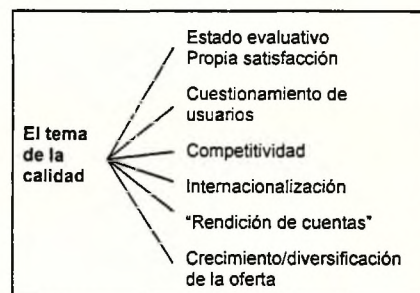 Estado evaluativo
Propia satisfacción
Cuestionamiento de
usuarios
El tema
de la
calidad
Competitividad
Internacionalización
"Rendición de cuentas"
Crecimiento/diversificación
de la oferta